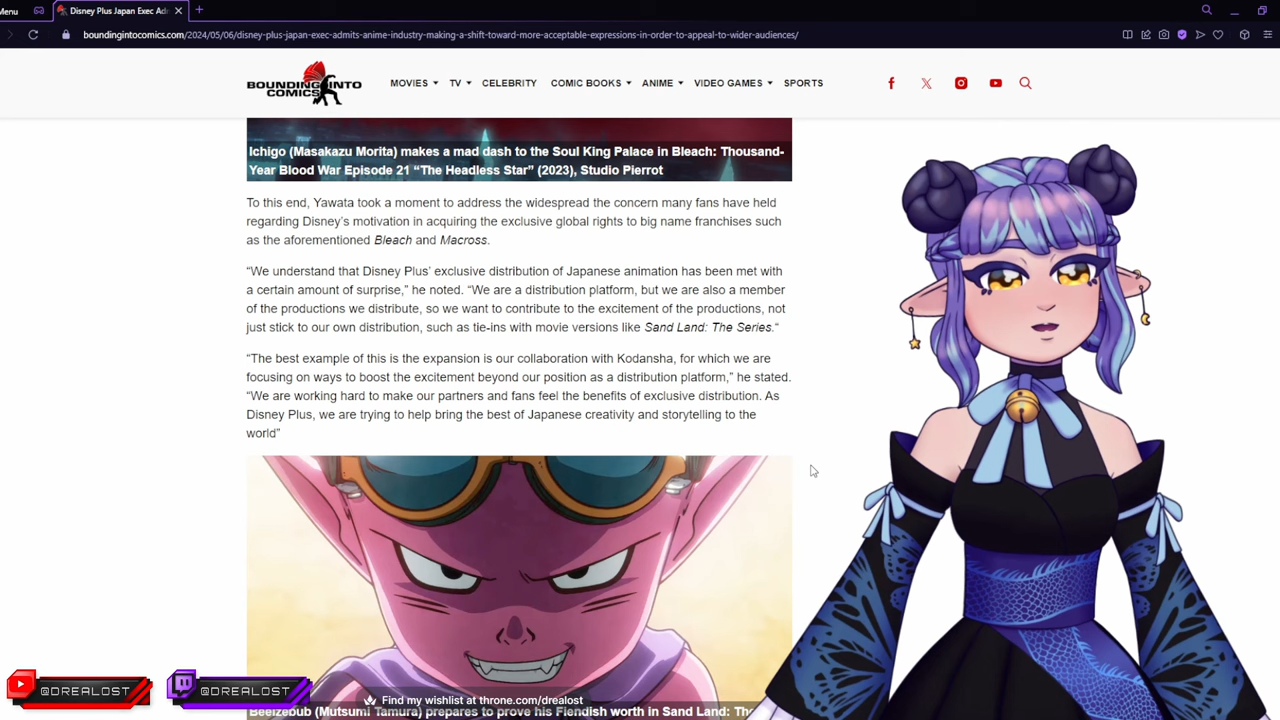 Menu
Disney Plus Japan Exec Ad
boundingintocomics.com/2024/05/06/disney-plus-japan-exec-admits-anime-industry-making-a-shift-toward-more-acceptable-expressions-in-order-to-appeal-to-wider-audiences/
BOUNDING INTO
COMICS
MOVIES
TV
CELEBRITY
COMIC BOOKS
ANIME
VIDEO GAMES
SPORTS
Ichigo (Masakazu Morita) makes a mad dash to the Soul King Palace in Bleach: Thousand-
Year Blood War Episode 21 “The Headless Star” (2023), Studio Pierrot
To this end, Yawata took a moment to address the widespread the concern many fans have held
regarding Disney’s motivation in acquiring the exclusive global rights to big name franchises such
as the aforementioned Bleach and Macross.
“We understand that Disney Plus’ exclusive distribution of Japanese animation has been met with
a certain amount of surprise,” he noted. “We are a distribution platform, but we are also a member
of the productions we distribute, so we want to contribute to the excitement of the productions, not
just stick to our own distribution, such as tie-ins with movie versions like Sand Land: The Series.“
“The best example of this is the expansion is our collaboration with Kodansha, for which we are
focusing on ways to boost the excitement beyond our position as a distribution platform,” he stated.
“We are working hard to make our partners and fans feel the benefits of exclusive distribution. As
Disney Plus, we are trying to help bring the best of Japanese creativity and storytelling to the
world”
@DREALOST
@DREALOST
Find my wishlist at throne.com/drealost
Beelzebub (Mutsumi Tamura) prepares to prove his Fiendish worth in Sand Land: The